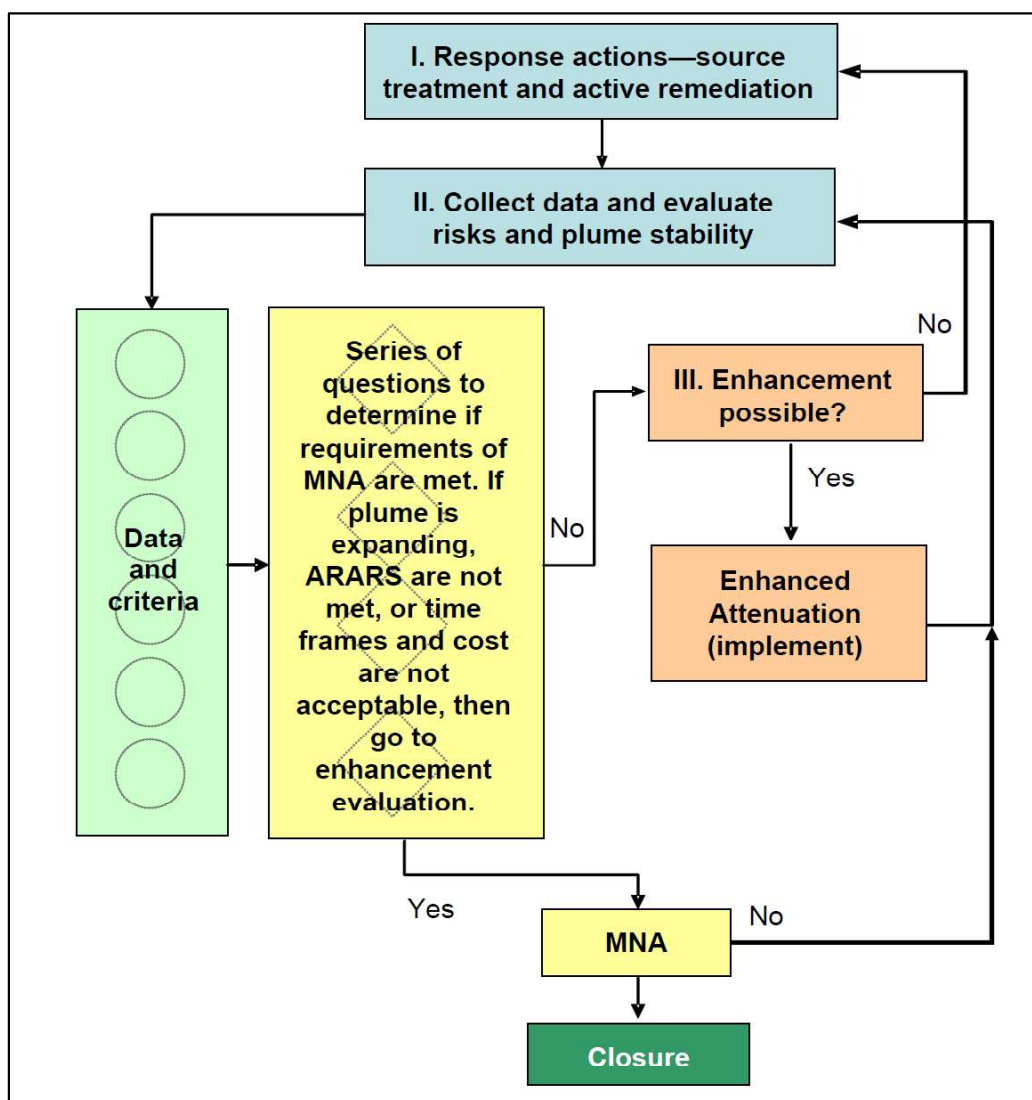 I. Response actions—source
treatment and active remediation
II. Collect data and evaluate
risks and plume stability
Data
and
criteria
Series of
questions to
determine if
requirements of
MNA are met. If
plume is
expanding,
ARARS are not
met, or time
frames and cost
are not
acceptable, then
go to
enhancement
evaluation.
No
III. Enhancement
possible?
No
Yes
Enhanced
Attenuation
(implement)
Yes
MNA
No
Closure